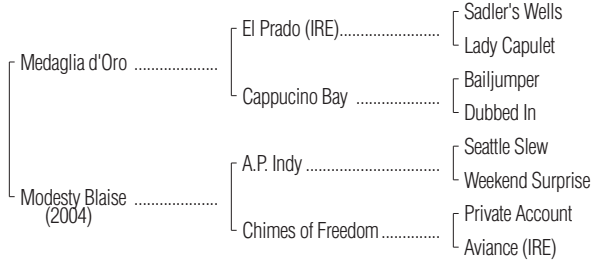 Sadler's Wells
El Prado (IRE)........................
Lady Capulet
Medaglia d'Oro ....................
Bailjumper
Cappucino Bay ....................
Dubbed In
Seattle Slew
A.P. Indy ................................
Weekend Surprise
Modesty Blaise ....................
(2004)
Private Account
Chimes of Freedom..............
Aviance (IRE)